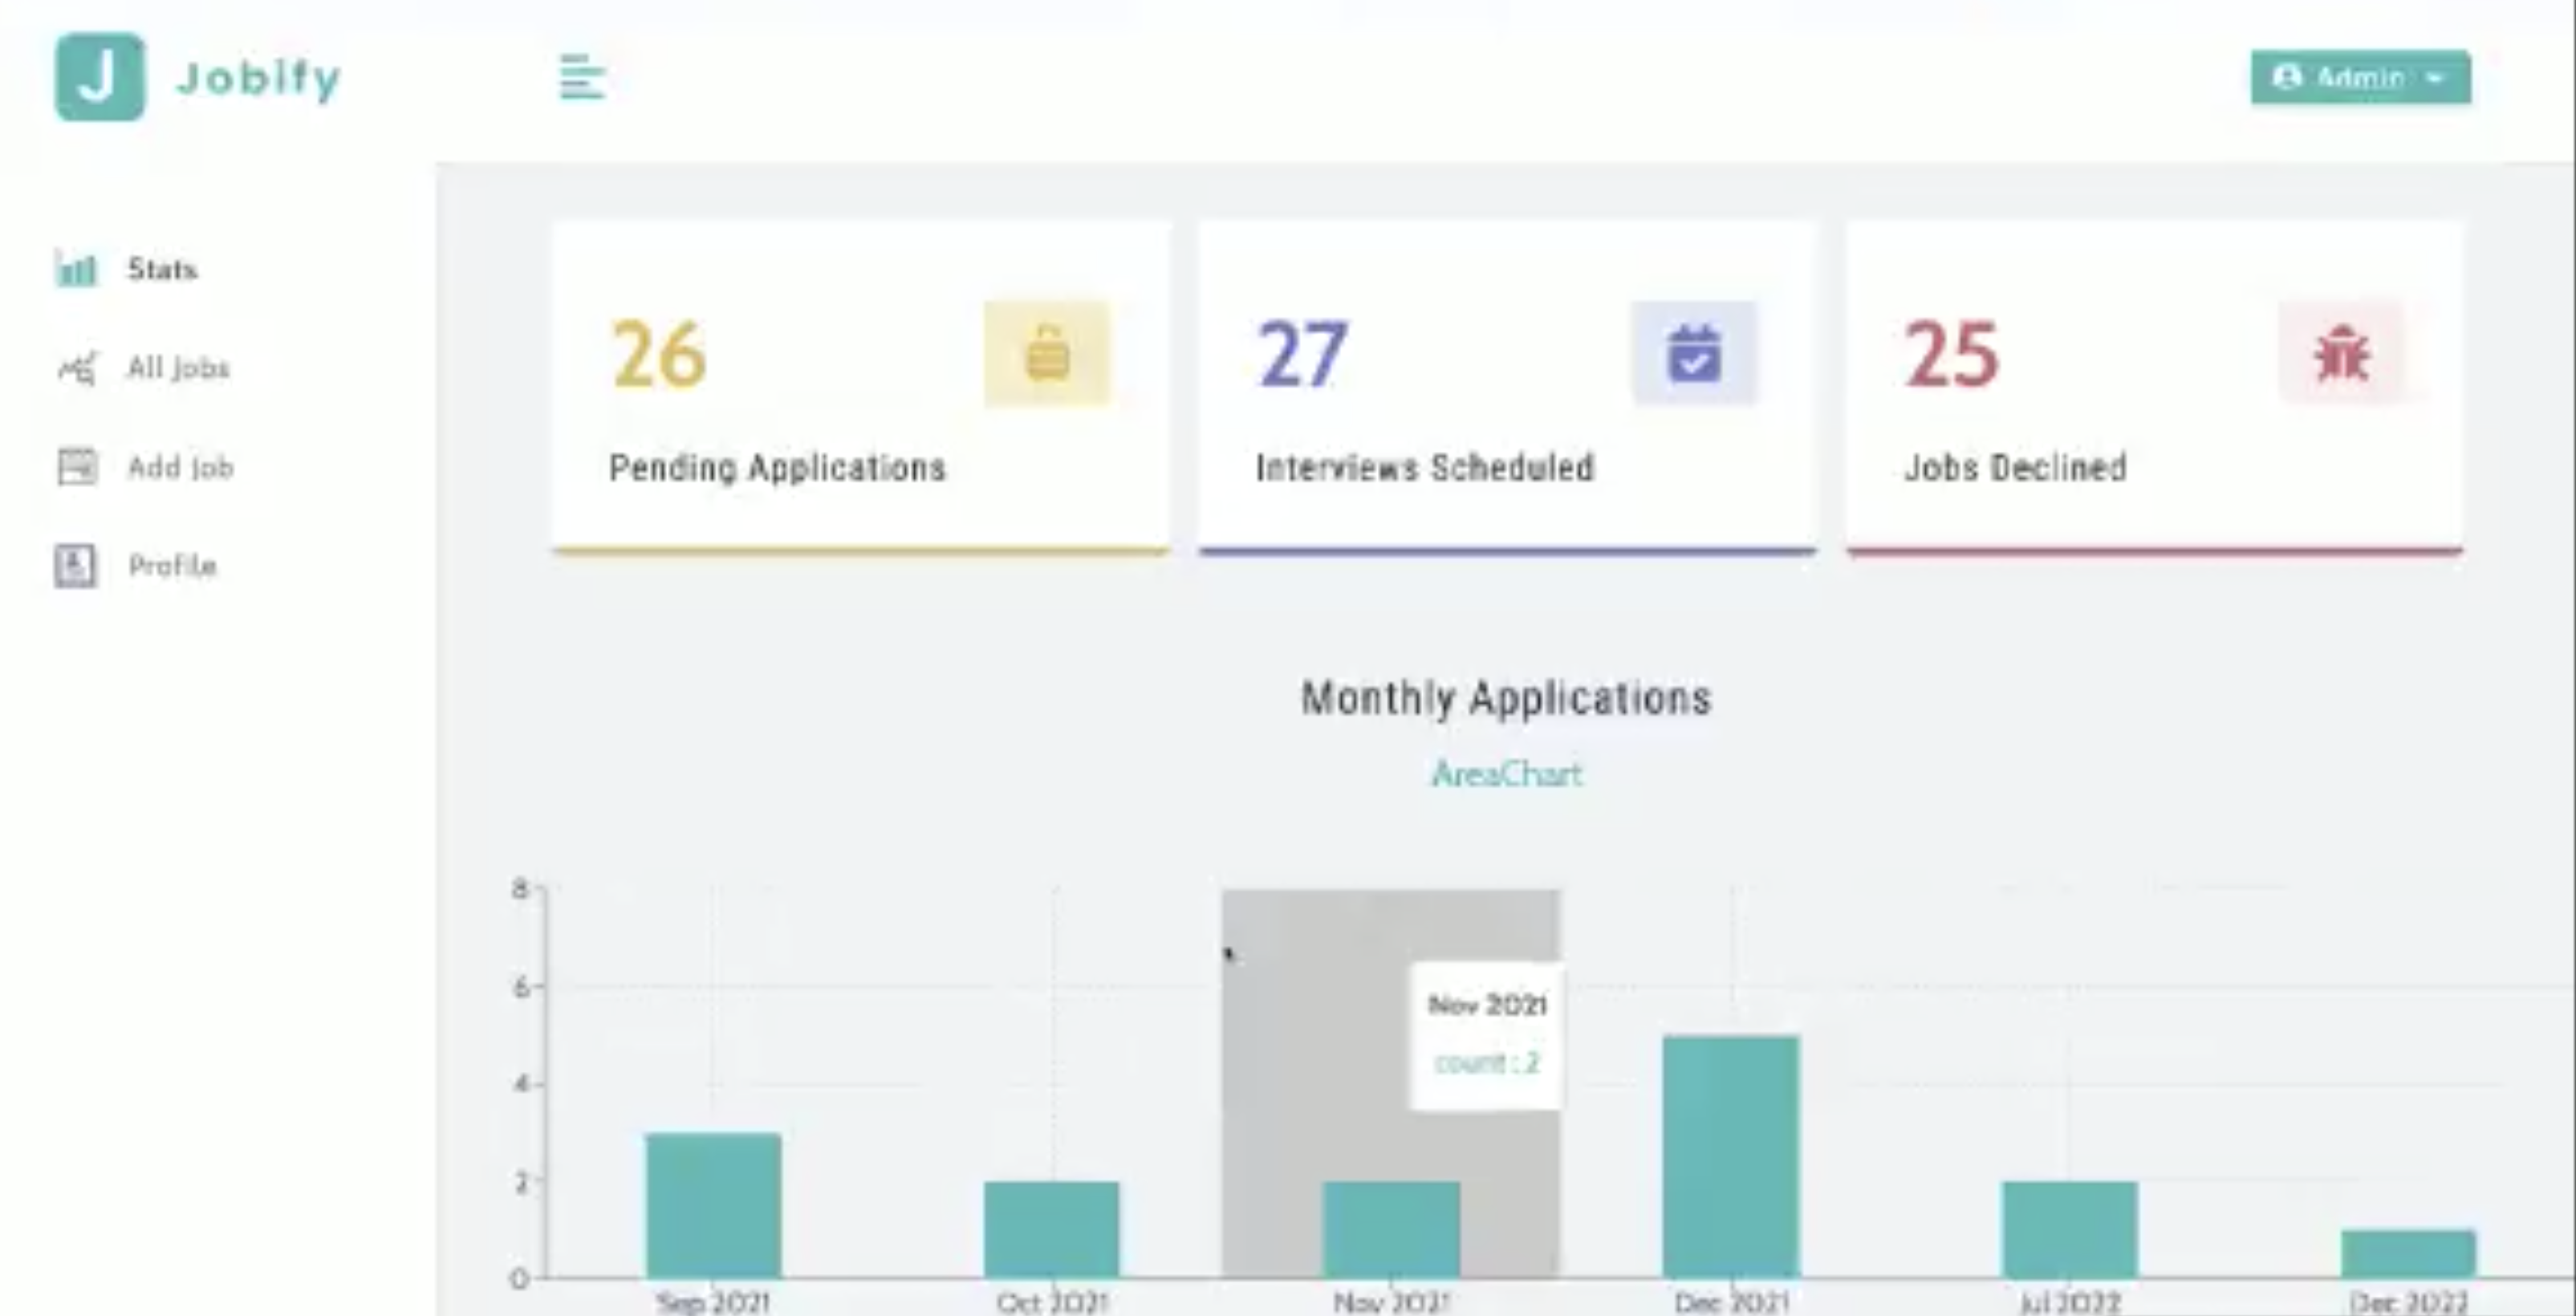 J Jobify
Admin
Stats
All Jobs
Add Job
Profile
26
Pending Applications
27
Interviews Scheduled
25
Jobs Declined
Monthly Applications
AreaChart
8
6
4
2
0
Nov 2021
count : 2
Sep 2021
Oct 2021
Nov 2021
Dec 2021
Jul 2022
Dec 2022